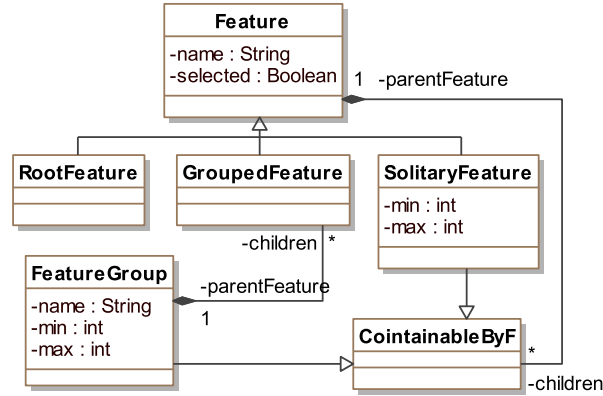 Feature
-name : String
-selected : Boolean
1 -parentFeature
RootFeature
GroupedFeature
SolitaryFeature
-min : int
-max : int
-children *
FeatureGroup
-name : String
-min : int
-max : int
-parentFeature
1
CointainableByF
*
-children